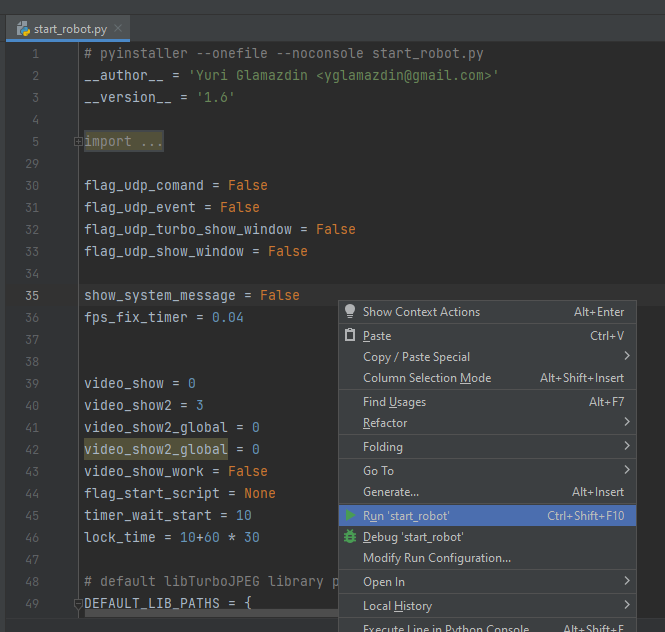 start_robot.py
1 # pyinstaller --onefile --noconsole start_robot.py
2 __author__ = 'Yuri Glamazdin <yglamazdin@gmail.com>'
3 __version__ = '1.6'
4
5 import ...
29
30 flag_udp_comand = False
31 flag_udp_event = False
32 flag_udp_turbo_show_window = False
33 flag_udp_show_window = False
34
35 show_system_message = False
36 fps_fix_timer = 0.04
37
38
39 video_show = 0
40 video_show2 = 3
41 video_show2_global = 0
42 video_show2_global = 0
43 video_show_work = False
44 flag_start_script = None
45 timer_wait_start = 10
46 lock_time = 10+60 * 30
47
48 # default libTurboJPEG library p
49 DEFAULT_LIB_PATHS = {
Show Context Actions Alt+Enter
Paste Ctrl+V
Copy / Paste Special
Column Selection Mode Alt+Shift+Insert
Find Usages Alt+F7
Refactor
Folding
Go To
Generate... Alt+Insert
Run 'start_robot' Ctrl+Shift+F10
Debug 'start_robot'
Modify Run Configuration...
Open In
Local History
Execute Line in Python Console Alt+Shift+E